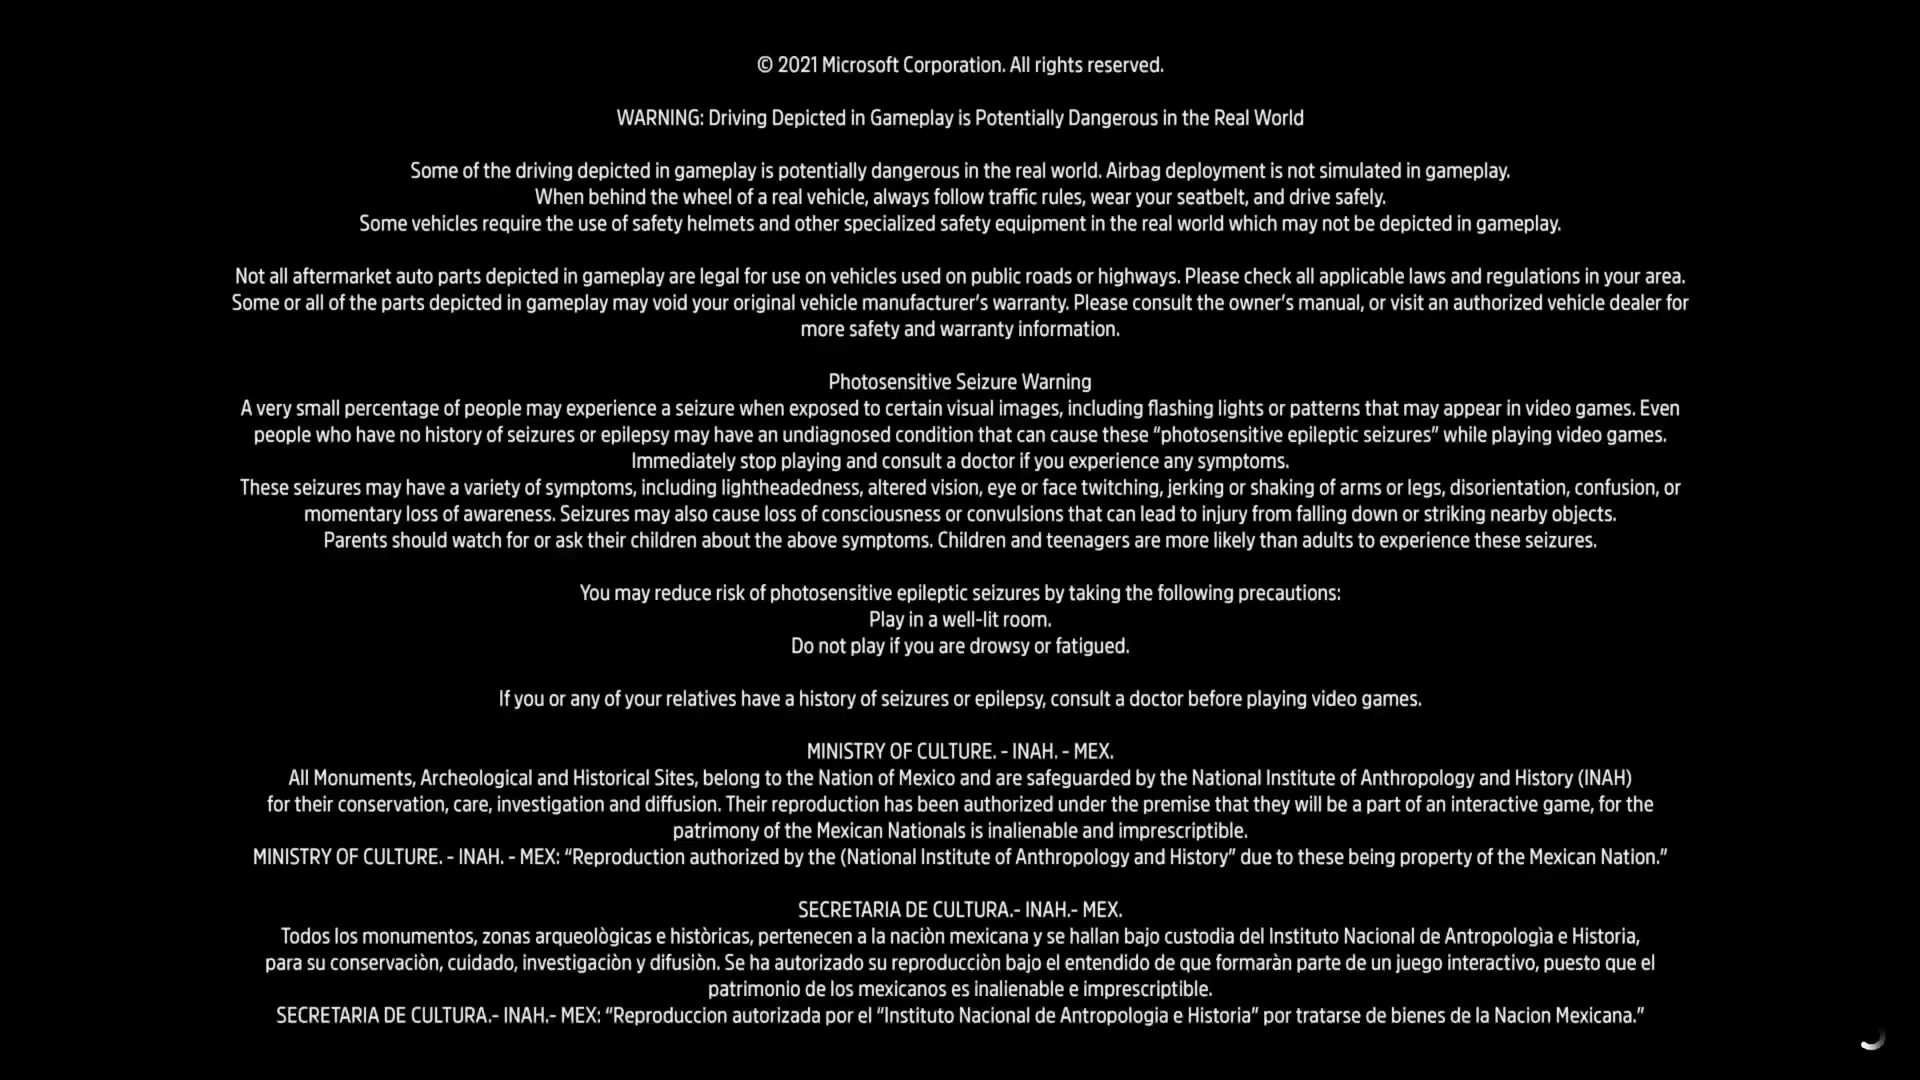 © 2021 Microsoft Corporation. All rights reserved.
WARNING: Driving Depicted in Gameplay is Potentially Dangerous in the Real World
Some of the driving depicted in gameplay is potentially dangerous in the real world. Airbag deployment is not simulated in gameplay.
When behind the wheel of a real vehicle, always follow traffic rules, wear your seatbelt, and drive safely.
Some vehicles require the use of safety helmets and other specialized safety equipment in the real world which may not be depicted in gameplay.
Not all aftermarket auto parts depicted in gameplay are legal for use on vehicles used on public roads or highways. Please check all applicable laws and regulations in your area.
Some or all of the parts depicted in gameplay may void your original vehicle manufacturer’s warranty. Please consult the owner’s manual, or visit an authorized vehicle dealer for
more safety and warranty information.
Photosensitive Seizure Warning
A very small percentage of people may experience a seizure when exposed to certain visual images, including flashing lights or patterns that may appear in video games. Even
people who have no history of seizures or epilepsy may have an undiagnosed condition that can cause these “photosensitive epileptic seizures” while playing video games.
Immediately stop playing and consult a doctor if you experience any symptoms.
These seizures may have a variety of symptoms, including lightheadedness, altered vision, eye or face twitching, jerking or shaking of arms or legs, disorientation, confusion, or
momentary loss of awareness. Seizures may also cause loss of consciousness or convulsions that can lead to injury from falling down or striking nearby objects.
Parents should watch for or ask their children about the above symptoms. Children and teenagers are more likely than adults to experience these seizures.
You may reduce risk of photosensitive epileptic seizures by taking the following precautions:
Play in a well-lit room.
Do not play if you are drowsy or fatigued.
If you or any of your relatives have a history of seizures or epilepsy, consult a doctor before playing video games.
MINISTRY OF CULTURE. - INAH. - MEX.
All Monuments, Archeological and Historical Sites, belong to the Nation of Mexico and are safeguarded by the National Institute of Anthropology and History (INAH)
for their conservation, care, investigation and diffusion. Their reproduction has been authorized under the premise that they will be a part of an interactive game, for the
patrimony of the Mexican Nationals is inalienable and imprescriptible.
MINISTRY OF CULTURE. - INAH. - MEX: “Reproduction authorized by the (National Institute of Anthropology and History” due to these being property of the Mexican Nation.”
SECRETARIA DE CULTURA.- INAH.- MEX.
Todos los monumentos, zonas arqueològicas e històricas, pertenecen a la naciòn mexicana y se hallan bajo custodia del Instituto Nacional de Antropologìa e Historia,
para su conservaciòn, cuidado, investigaciòn y difusiòn. Se ha autorizado su reproducciòn bajo el entendido de que formaràn parte de un juego interactivo, puesto que el
patrimonio de los mexicanos es inalienable e imprescriptible.
SECRETARIA DE CULTURA.- INAH.- MEX: “Reproduccion autorizada por el “Instituto Nacional de Antropologia e Historia” por tratarse de bienes de la Nacion Mexicana.”